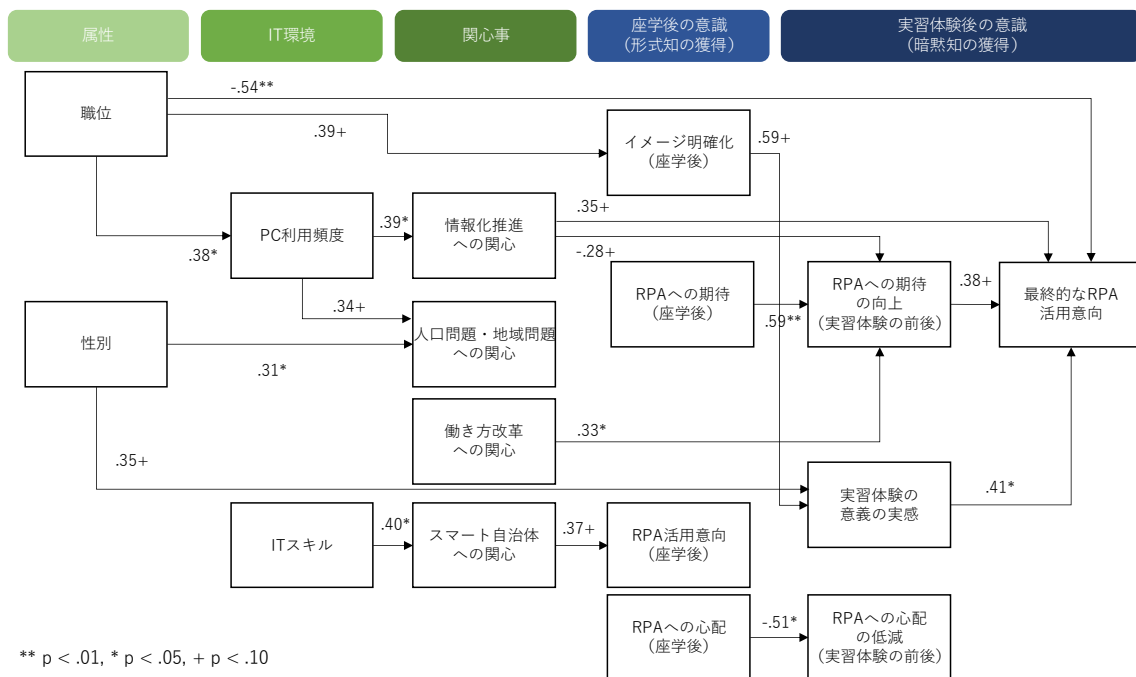 属性
IT環境
関心事
座学後の意識
(形式知の獲得)
実習体験後の意識
(暗黙知の獲得)
職位
-.54**
.39+
イメージ明確化
(座学後)
.59+
PC利用頻度
.38*
.39*
情報化推進
への関心
.35+
-.28+
RPAへの期待
(座学後)
.59**
RPAへの期待
の向上
(実習体験の前後)
.38+
最終的なRPA
活用意向
性別
.34+
.31*
人口問題・地域問題
への関心
働き方改革
への関心
.33*
.35+
実習体験の
意義の実感
.41*
ITスキル
.40*
スマート自治体
への関心
.37+
RPA活用意向
(座学後)
RPAへの心配
(座学後)
-.51*
RPAへの心配
の低減
(実習体験の前後)
** p < .01, * p < .05, + p < .10